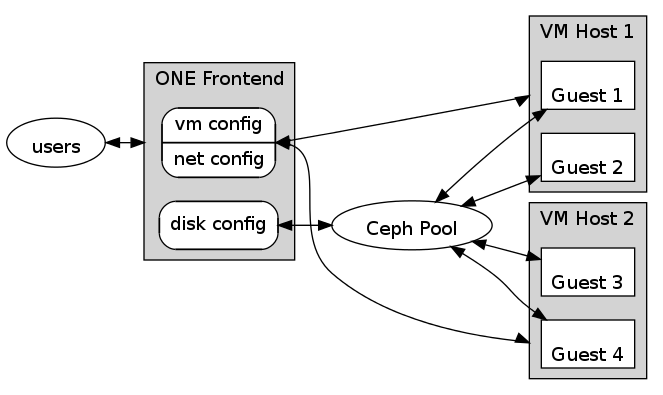 users
ONE Frontend
vm config
net config
disk config
Ceph Pool
VM Host 1
Guest 1
Guest 2
VM Host 2
Guest 3
Guest 4